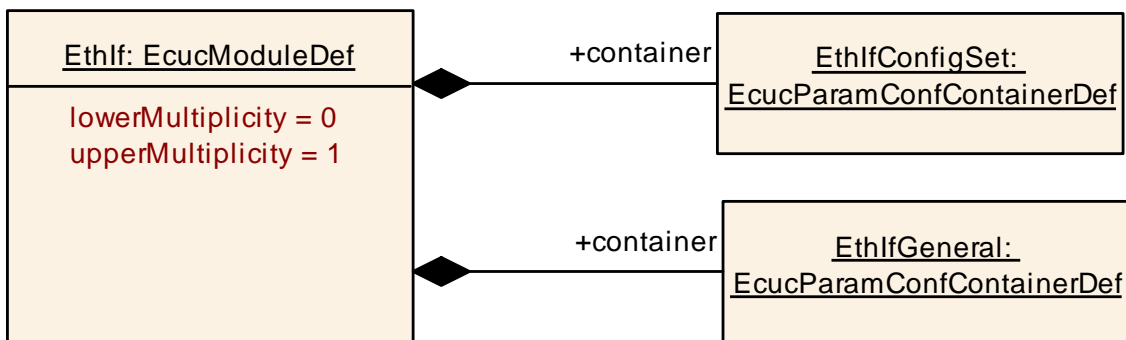 EthIf: EcucModuleDef
lowerMultiplicity = 0
upperMultiplicity = 1
+container
EthIfConfigSet:
EcucParamConfContainerDef
+container
EthIfGeneral:
EcucParamConfContainerDef